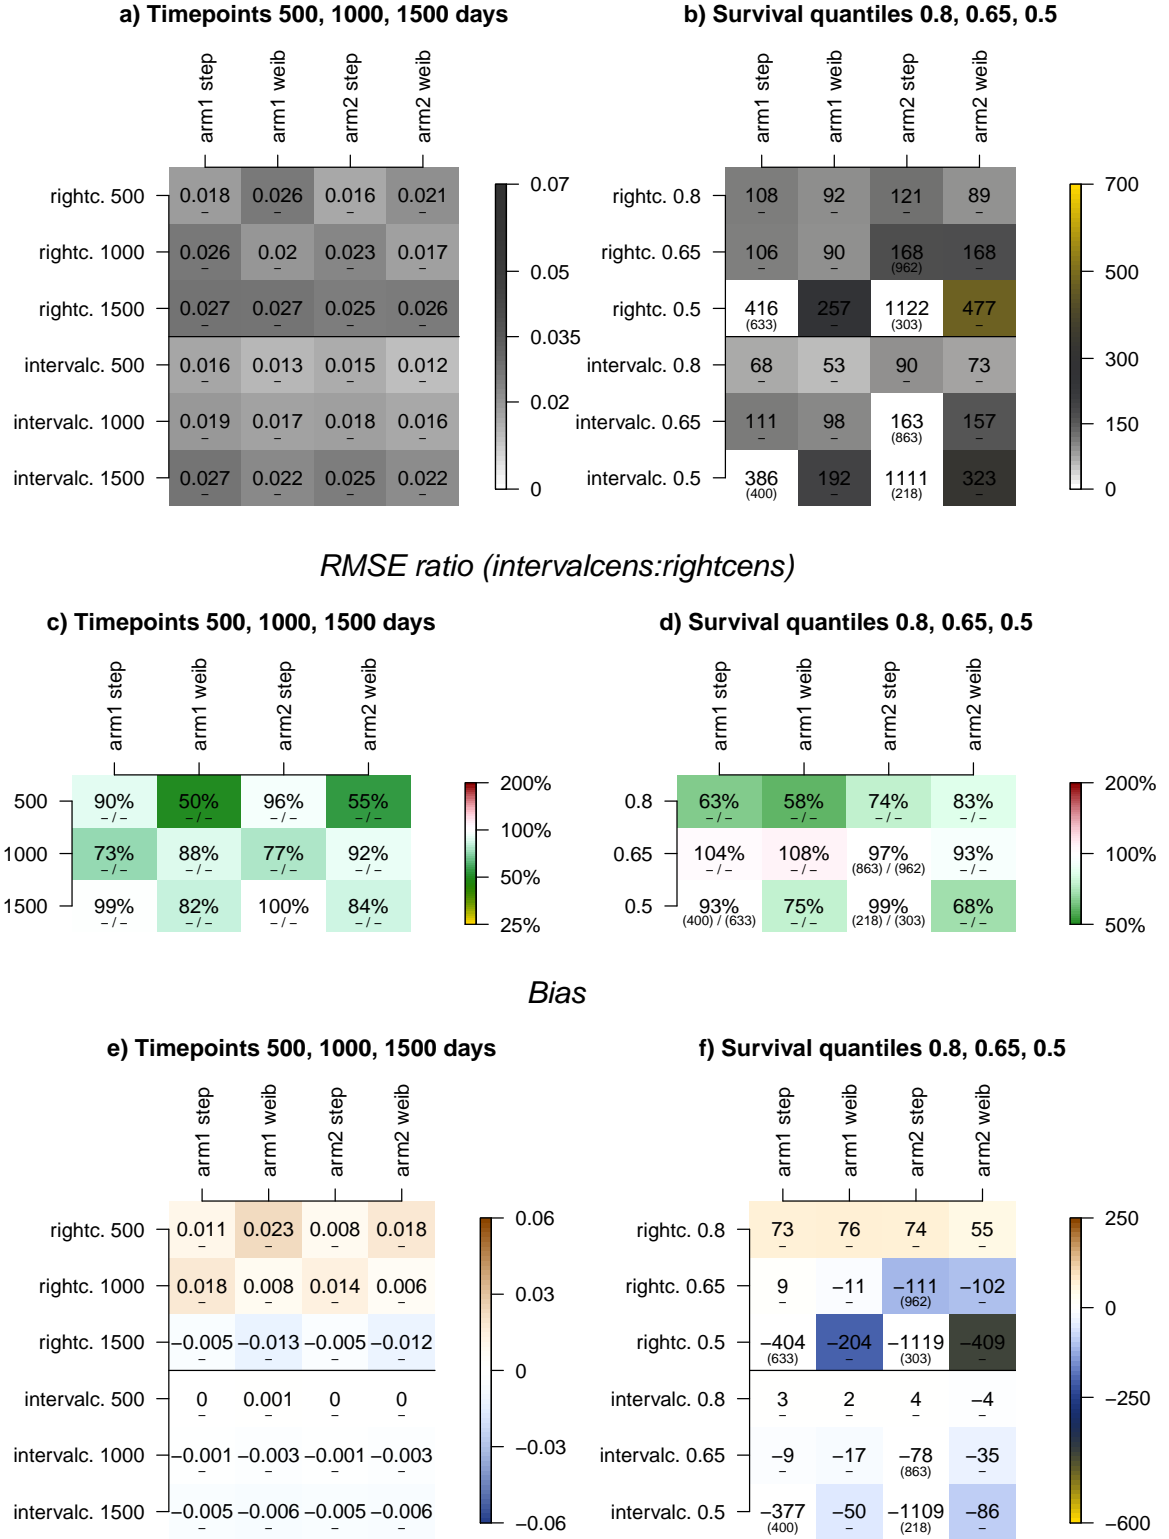 a) Timepoints 500, 1000, 1500 days
arm1 step
arm1 weib
arm2 step
arm2 weib
rightc. 500 0.018 0.026 0.016 0.021
– – – –
rightc. 1000 0.026 0.02 0.023 0.017
– – – –
rightc. 1500 0.027 0.027 0.025 0.026
– – – –
intervalc. 500 0.016 0.013 0.015 0.012
– – – –
intervalc. 1000 0.019 0.017 0.018 0.016
– – – –
intervalc. 1500 0.027 0.022 0.025 0.022
– – – –
0.07
0.05
0.035
0.02
0
b) Survival quantiles 0.8, 0.65, 0.5
arm1 step
arm1 weib
arm2 step
arm2 weib
rightc. 0.8 108 92 121 89
– – – –
rightc. 0.65 106 90 168 168
– – (962) –
rightc. 0.5 416 257 1122 477
(633) – (303) –
intervalc. 0.8 68 53 90 73
– – – –
intervalc. 0.65 111 98 163 157
– – (863) –
intervalc. 0.5 386 192 1111 323
(400) – (218) –
700
500
300
150
0
RMSE ratio (intervalcens:rightcens)
c) Timepoints 500, 1000, 1500 days
arm1 step
arm1 weib
arm2 step
arm2 weib
500 90% 50% 96% 55%
– / – – / – – / – – / –
1000 73% 88% 77% 92%
– / – – / – – / – – / –
1500 99% 82% 100% 84%
– / – – / – – / – – / –
200%
100%
50%
25%
d) Survival quantiles 0.8, 0.65, 0.5
arm1 step
arm1 weib
arm2 step
arm2 weib
0.8 63% 58% 74% 83%
– / – – / – – / – – / –
0.65 104% 108% 97% 93%
– / – – / – (863) / (962) – / –
0.5 93% 75% 99% 68%
(400) / (633) – / – (218) / (303) – / –
200%
100%
50%
Bias
e) Timepoints 500, 1000, 1500 days
arm1 step
arm1 weib
arm2 step
arm2 weib
rightc. 500 0.011 0.023 0.008 0.018
– – – –
rightc. 1000 0.018 0.008 0.014 0.006
– – – –
rightc. 1500 −0.005 −0.013 −0.005 −0.012
– – – –
intervalc. 500 0 0.001 0 0
– – – –
intervalc. 1000 −0.001 −0.003 −0.001 −0.003
– – – –
intervalc. 1500 −0.005 −0.006 −0.005 −0.006
– – – –
0.06
0.03
0
−0.03
−0.06
f) Survival quantiles 0.8, 0.65, 0.5
arm1 step
arm1 weib
arm2 step
arm2 weib
rightc. 0.8 73 76 74 55
– – – –
rightc. 0.65 9 −11 −111 −102
– – (962) –
rightc. 0.5 −404 −204 −1119 −409
(633) – (303) –
intervalc. 0.8 3 2 4 −4
– – – –
intervalc. 0.65 −9 −17 −78 −35
– – (863) –
intervalc. 0.5 −377 −50 −1109 −86
(400) – (218) –
250
0
−250
−600